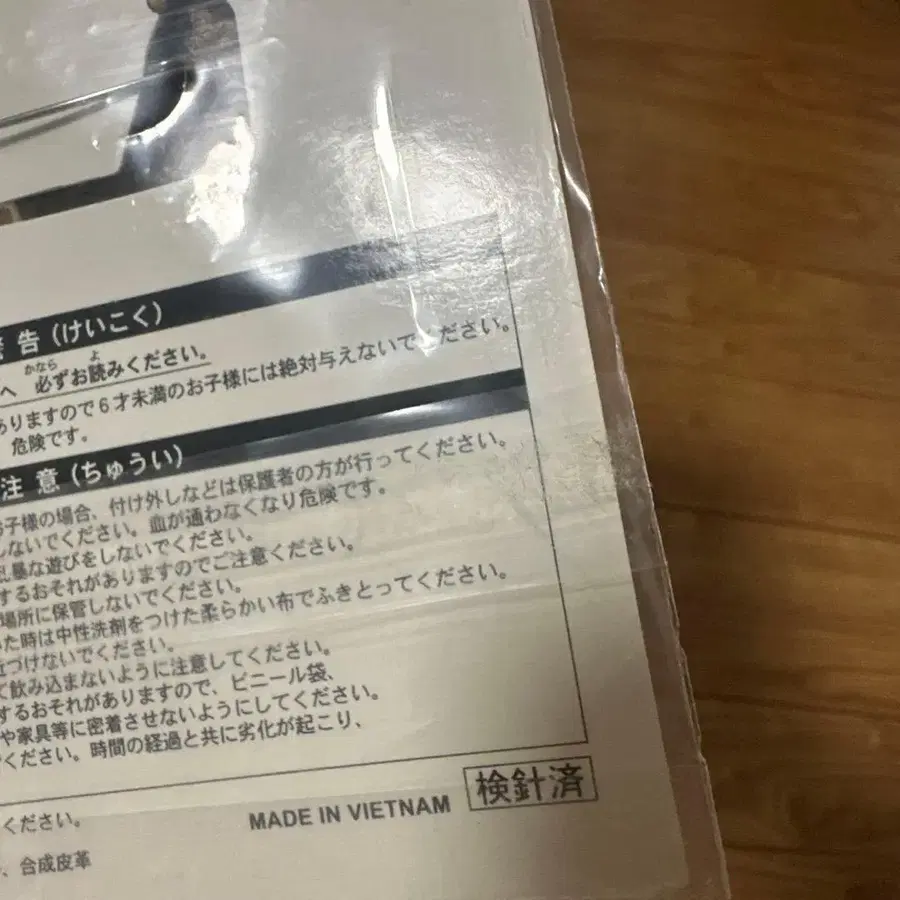 告（けいこく）
かなら よ
へ 必ずお読みください。
ありますので６才未満のお子様には絶対与えないでください。
危険です。
注 意（ちゅうい）
お子様の場合、付け外しなどは保護者の方が行ってください。
しないでください。血が通わなくなり危険です。
乱暴な遊びをしないでください。
するおそれがありますのでご注意ください。
場所に保管しないでください。
た時は中性洗剤をつけた柔らかい布でふきとってください。
近づけないでください。
て飲み込まないように注意してください。
するおそれがありますので、ビニール袋、
や家具等に密着させないようにしてください。
ください。時間の経過と共に劣化が起こり、
ください。
MADE IN VIETNAM
検針済
合成皮革